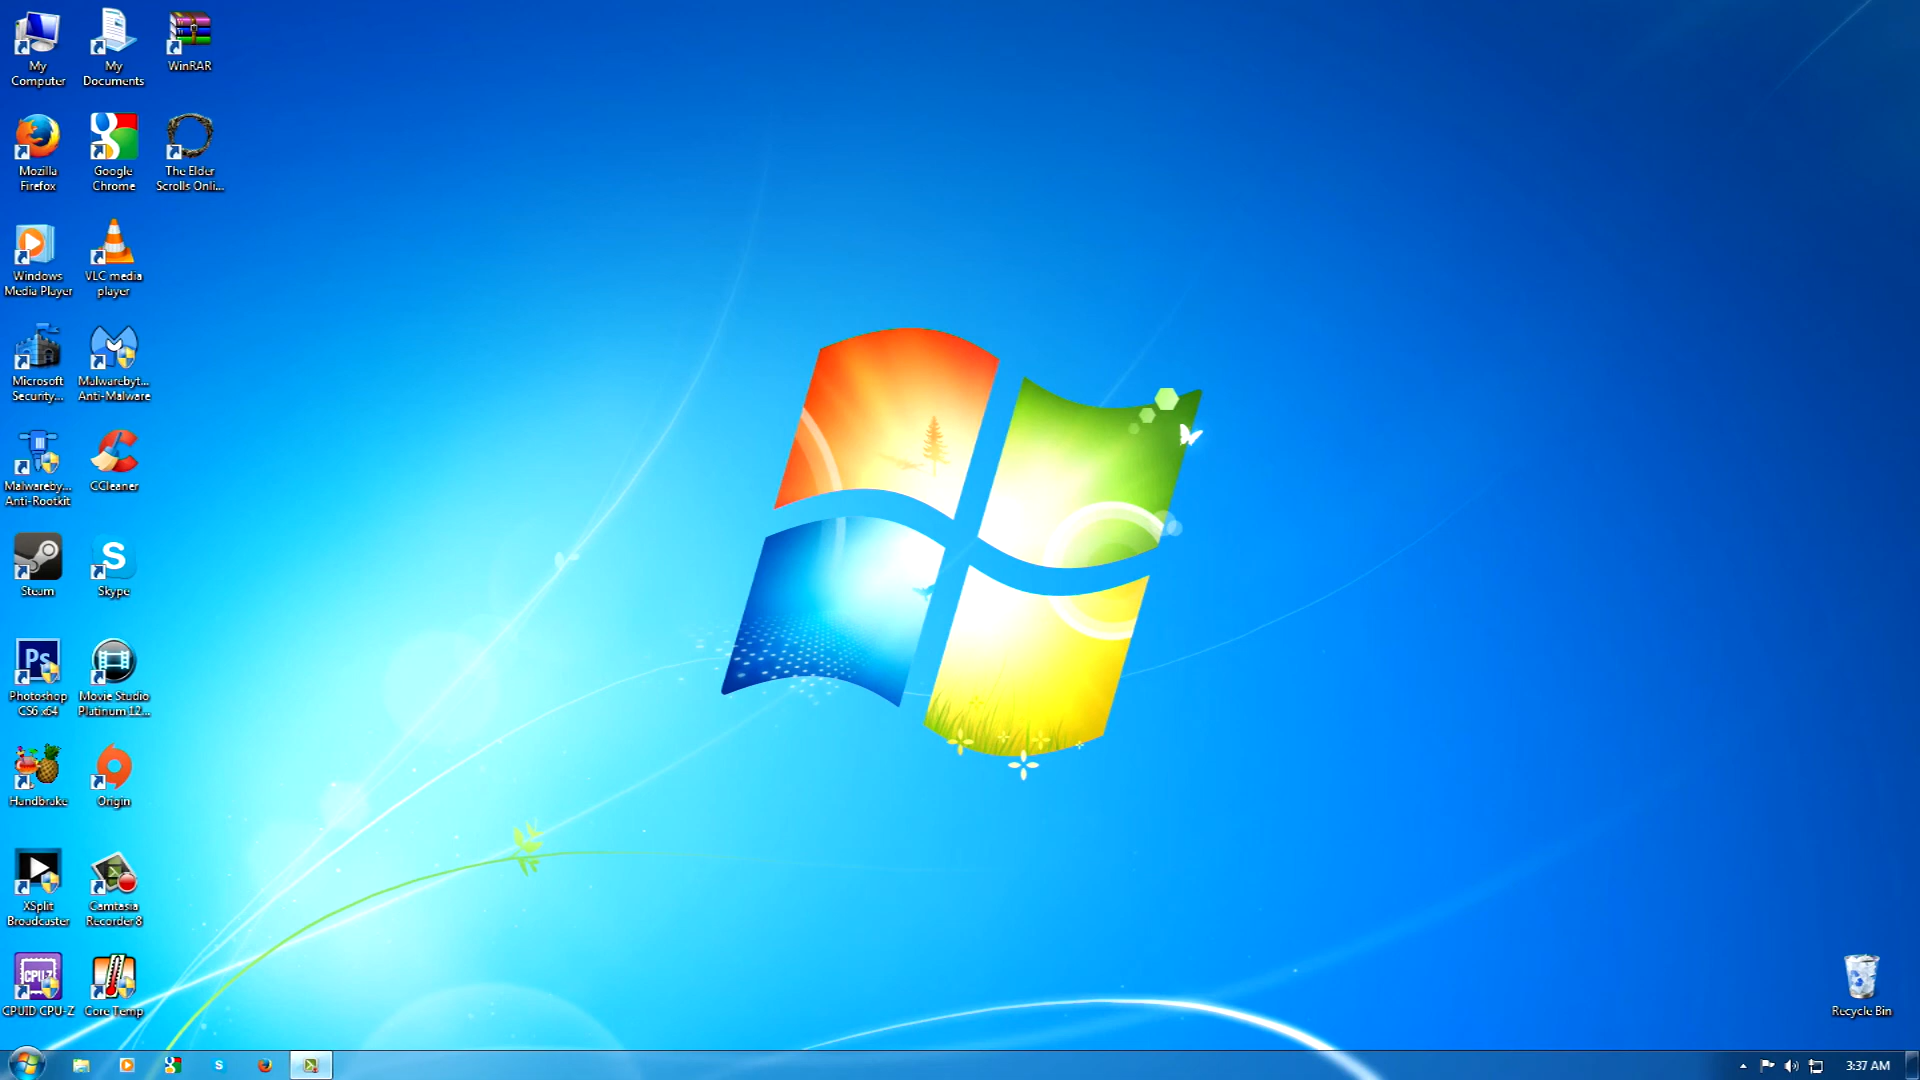 My
Computer
My
Documents
WinRAR
Mozilla
Firefox
Google
Chrome
The Elder
Scrolls Onli...
Windows
Media Player
VLC media
player
Microsoft
Security...
Malwarebyt...
Anti-Malware
Malwareby...
Anti-Rootkit
CCleaner
Steam
S
Skype
Ps
Photoshop
CS6 x64
Movie Studio
Platinum 12...
Handbrake
Origin
XSplit
Broadcaster
Camtasia
Recorder 8
CPU-Z
CPUID CPU-Z
Core Temp
Recycle Bin
3:37 AM